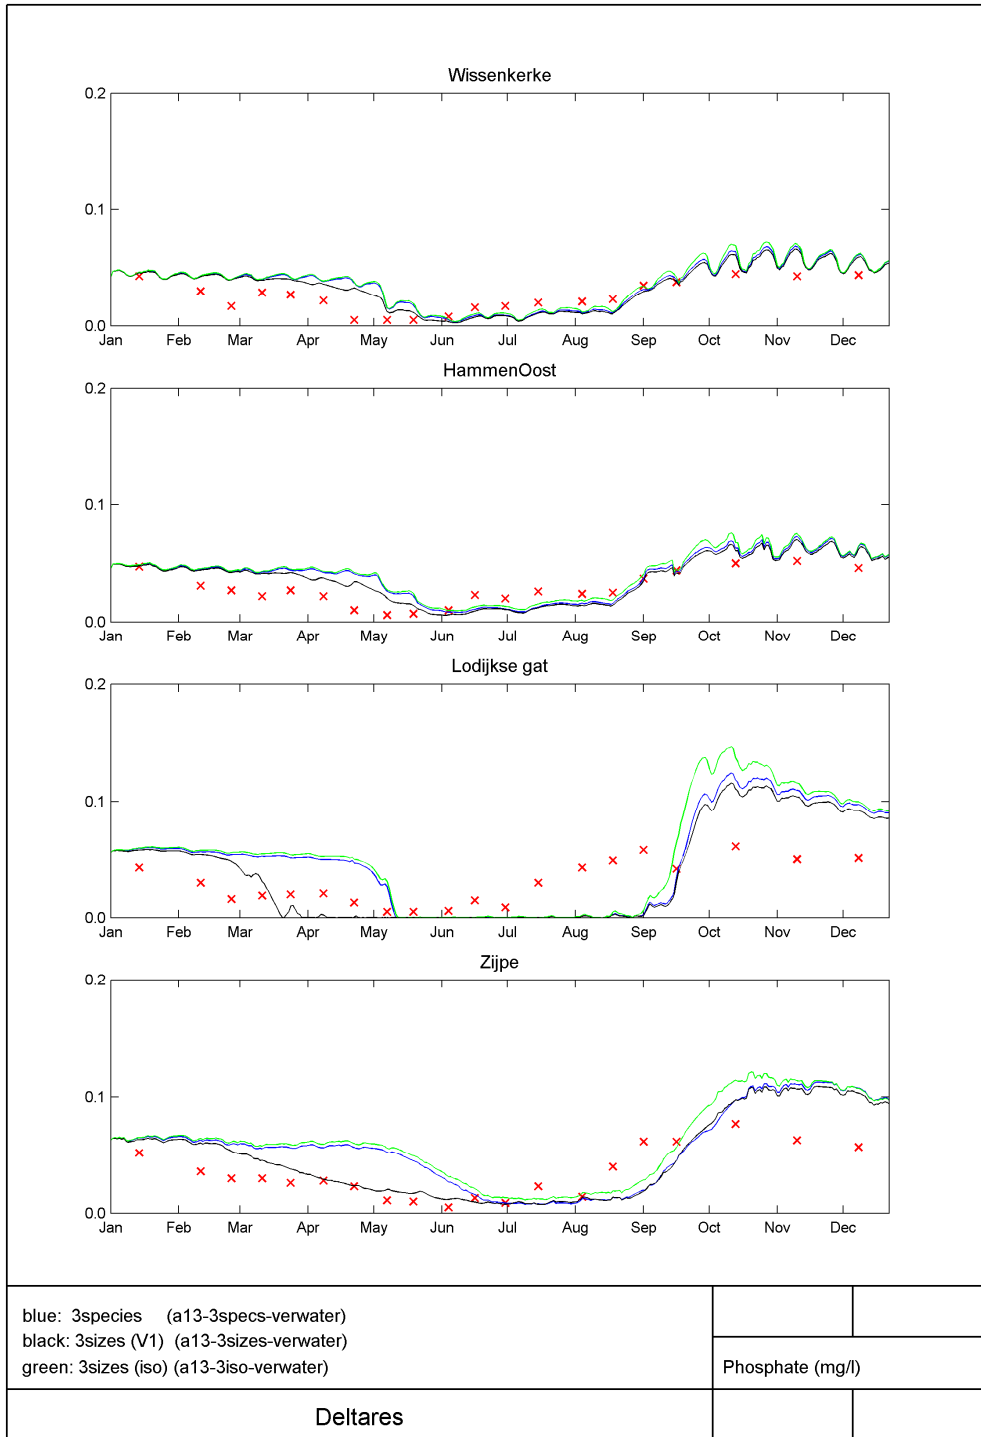 Wissenkerke
0.2
0.1
0.0
Jan Feb Mar Apr May Jun Jul Aug Sep Oct Nov Dec
HammenOost
0.2
0.1
0.0
Jan Feb Mar Apr May Jun Jul Aug Sep Oct Nov Dec
Lodijkse gat
0.2
0.1
0.0
Jan Feb Mar Apr May Jun Jul Aug Sep Oct Nov Dec
Zijpe
0.2
0.1
0.0
Jan Feb Mar Apr May Jun Jul Aug Sep Oct Nov Dec
blue: 3species (a13-3specs-verwater)
black: 3sizes (V1) (a13-3sizes-verwater)
green: 3sizes (iso) (a13-3iso-verwater)
Phosphate (mg/l)
Deltares